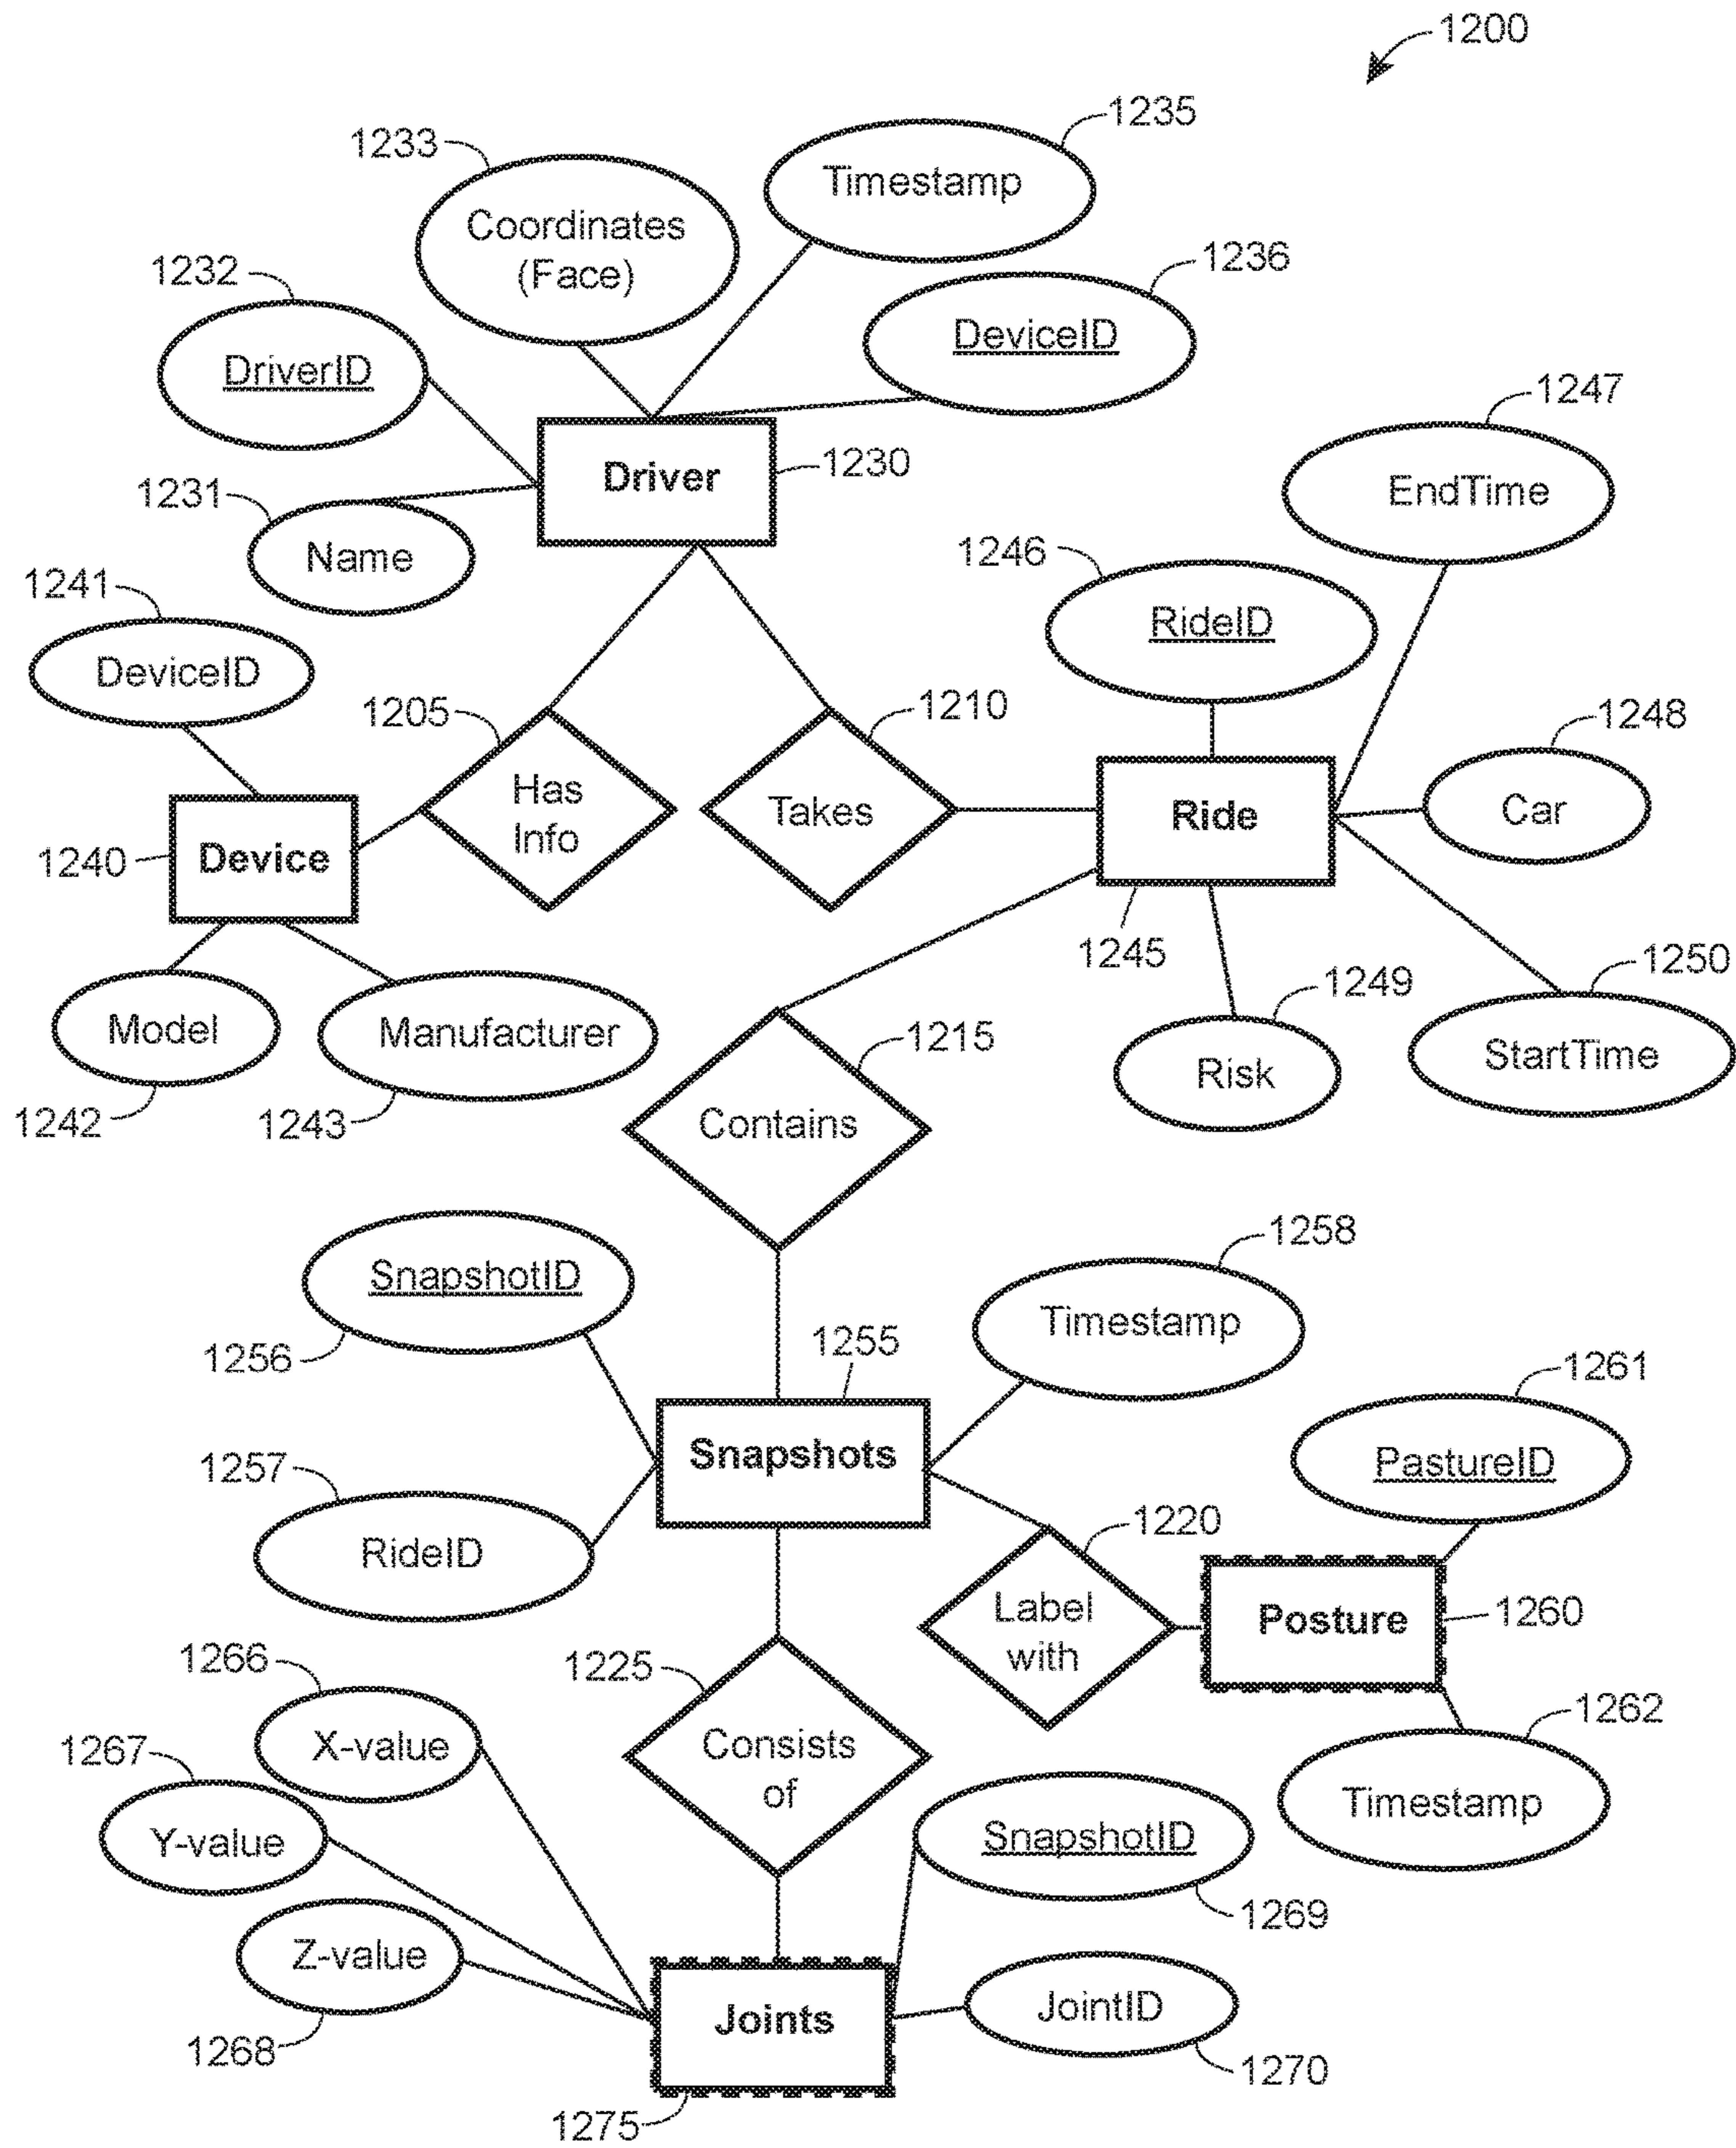 1200
1235
1233
Timestamp
Coordinates
(Face)
1236
1232
DeviceID
DriverID
1247
1230
Driver
EndTime
1231
1246
Name
1241
RideID
DeviceID
1205
1210
1248
Has
Info
Takes
Ride
Car
1240
Device
1245
1250
1249
Model
Manufacturer
1215
StartTime
Risk
1242
1243
Contains
1258
SnapshotID
Timestamp
1256
1255
1261
Snapshots
PastureID
1257
1220
RideID
Label
with
Posture
1260
1266
1225
1262
X-value
Consists
of
1267
Timestamp
Y-value
SnapshotID
1269
Z-value
JointID
Joints
1268
1270
1275